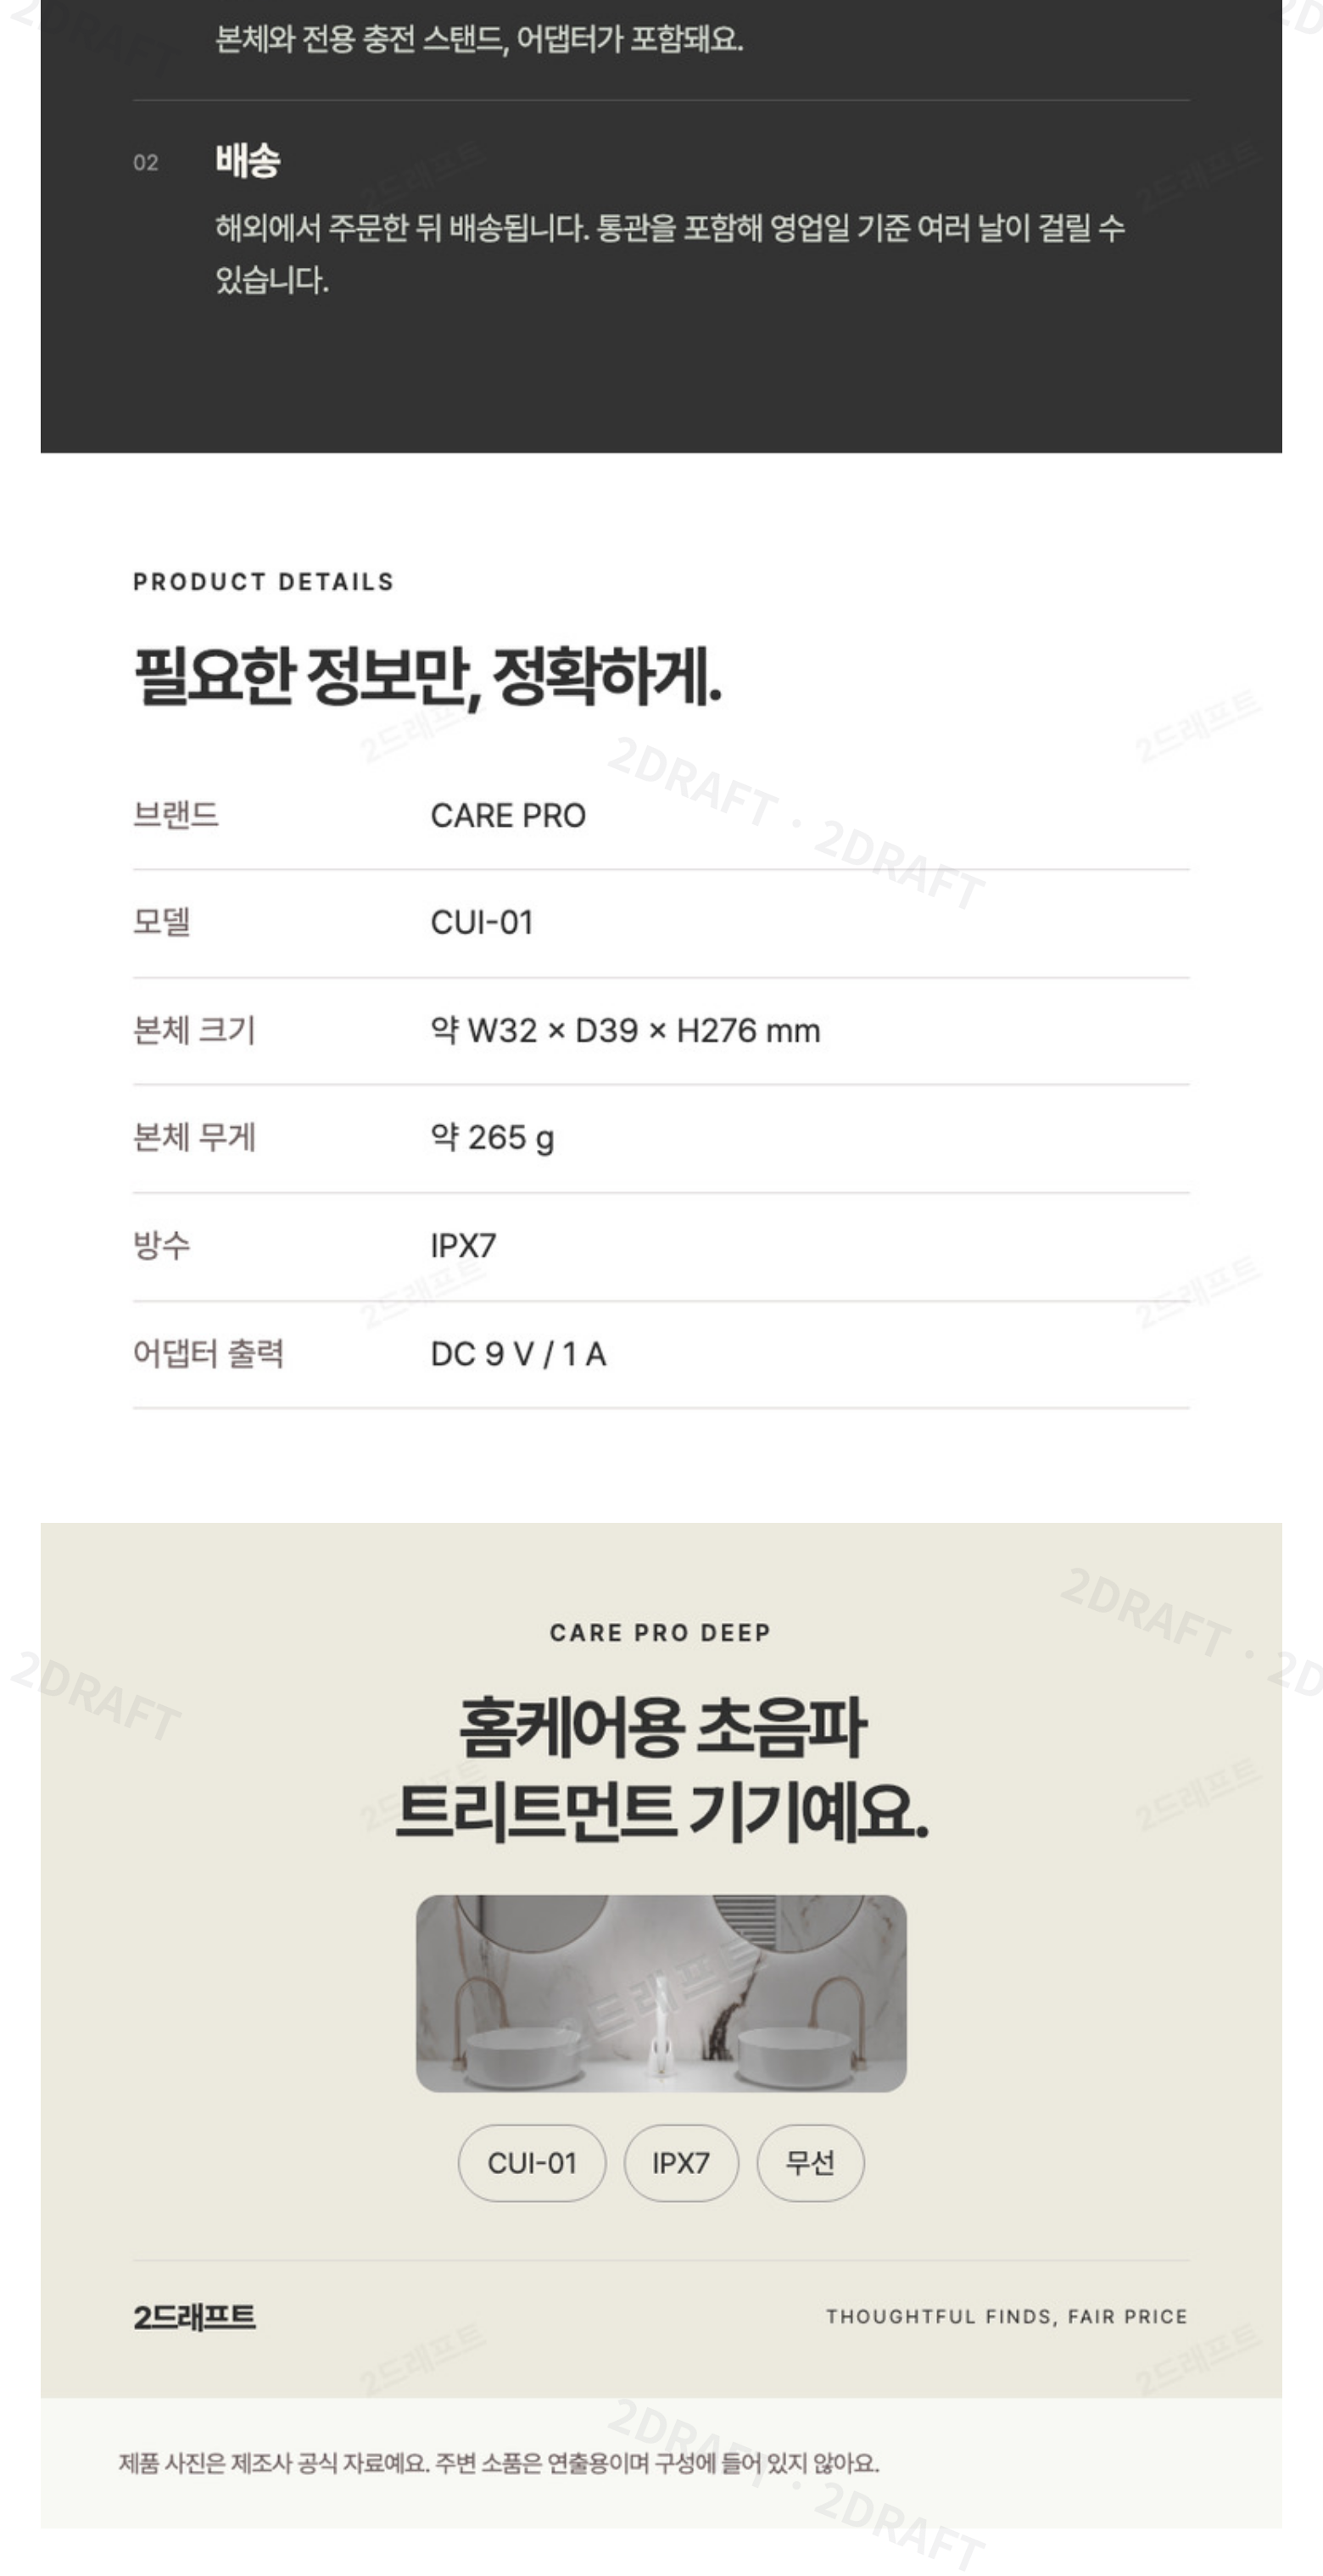 본체와 전용 충전 스탠드, 어댑터가 포함돼요.
02
배송
해외에서 주문한 뒤 배송됩니다. 통관을 포함해 영업일 기준 여러 날이 걸릴 수
있습니다.
PRODUCT DETAILS
필요한 정보만, 정확하게.
브랜드 CARE PRO
모델 CUI-01
본체 크기 약 W32 × D39 × H276 mm
본체 무게 약 265 g
방수 IPX7
어댑터 출력 DC 9 V / 1 A
CARE PRO DEEP
홈케어용 초음파
트리트먼트 기기예요.
CUI-01 IPX7 무선
2드래프트 THOUGHTFUL FINDS, FAIR PRICE
제품 사진은 제조사 공식 자료예요. 주변 소품은 연출용이며 구성에 들어 있지 않아요.
2DRAFT · 2DRAFT
2드래프트